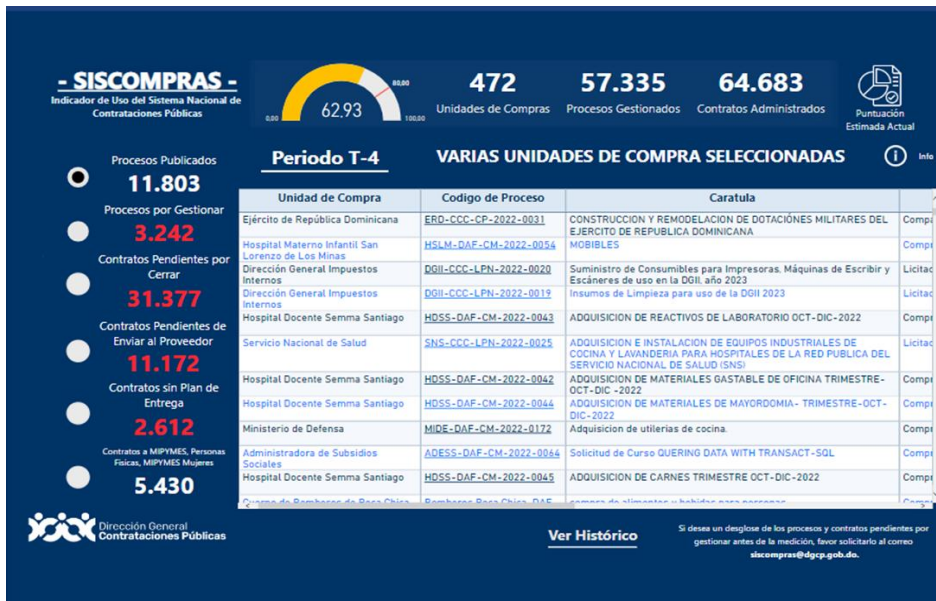 - SISCOMPRAS -
Indicador de Uso del Sistema Nacional de
Contrataciones Públicas
0,00
62,93
80,00
100,00
472
Unidades de Compras
57.335
Procesos Gestionados
64.683
Contratos Administrados
Puntuación
Estimada Actual
Procesos Publicados
11.803
Procesos por Gestionar
3.242
Contratos Pendientes por
Cerrar
31.377
Contratos Pendientes de
Enviar al Proveedor
11.172
Contratos sin Plan de
Entrega
2.612
Contratos a MIPYMES, Personas
Fisicas, MIPYMES Mujeres
5.430
Periodo T-4
VARIAS UNIDADES DE COMPRA SELECCIONADAS
Info
Unidad de Compra Codigo de Proceso Caratula
Ejército de República Dominicana ERD-CCC-CP-2022-0031 CONSTRUCCION Y REMODELACION DE DOTACIÓNES MILITARES DEL
EJERCITO DE REPUBLICA DOMINICANA
Hospital Materno Infantil San
Lorenzo de Los Minas HSLM-DAF-CM-2022-0054 MOBIBLES
Dirección General Impuestos
Internos DGII-CCC-LPN-2022-0020 Suministro de Consumibles para Impresoras, Máquinas de Escribir y
Escáneres de uso en la DGII, año 2023
Dirección General Impuestos
Internos DGII-CCC-LPN-2022-0019 Insumos de Limpieza para uso de la DGII 2023
Hospital Docente Semma Santiago HDSS-DAF-CM-2022-0043 ADQUISICION DE REACTIVOS DE LABORATORIO OCT-DIC-2022
Servicio Nacional de Salud SNS-CCC-LPN-2022-0025 ADQUISICION E INSTALACION DE EQUIPOS INDUSTRIALES DE
COCINA Y LAVANDERIA PARA HOSPITALES DE LA RED PUBLICA DEL
SERVICIO NACIONAL DE SALUD (SNS)
Hospital Docente Semma Santiago HDSS-DAF-CM-2022-0042 ADQUISICION DE MATERIALES GASTABLE DE OFICINA TRIMESTRE-
OCT-DIC -2022
Hospital Docente Semma Santiago HDSS-DAF-CM-2022-0044 ADQUISICION DE MATERIALES DE MAYORDOMIA- TRIMESTRE-OCT-
DIC-2022
Ministerio de Defensa MIDE-DAF-CM-2022-0172 Adquisicion de utilerias de cocina.
Administradora de Subsidios
Sociales ADESS-DAF-CM-2022-0064 Solicitud de Curso QUERING DATA WITH TRANSACT-SQL
Hospital Docente Semma Santiago HDSS-DAF-CM-2022-0045 ADQUISICION DE CARNES TRIMESTRE OCT-DIC-2022
Dirección General
Contrataciones Públicas
Ver Histórico
Si desea un desglose de los procesos y contratos pendientes por
gestionar antes de la medición, favor solicitarlo al correo
siscompras@dgcp.gob.do.